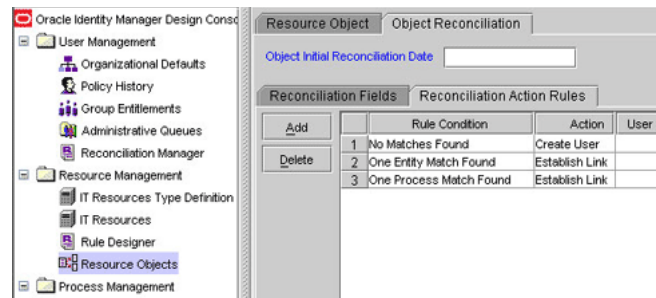 Oracle Identity Manager Design Consc
User Management
Organizational Defaults
Policy History
Group Entitlements
Administrative Queues
Reconciliation Manager
Resource Management
IT Resources Type Definition
IT Resources
Rule Designer
Resource Objects
Process Management
Resource Object
Object Reconciliation
Object Initial Reconciliation Date
Reconciliation Fields
Reconciliation Action Rules
Add
Delete
Rule Condition Action User
1 No Matches Found Create User
2 One Entity Match Found Establish Link
3 One Process Match Found Establish Link